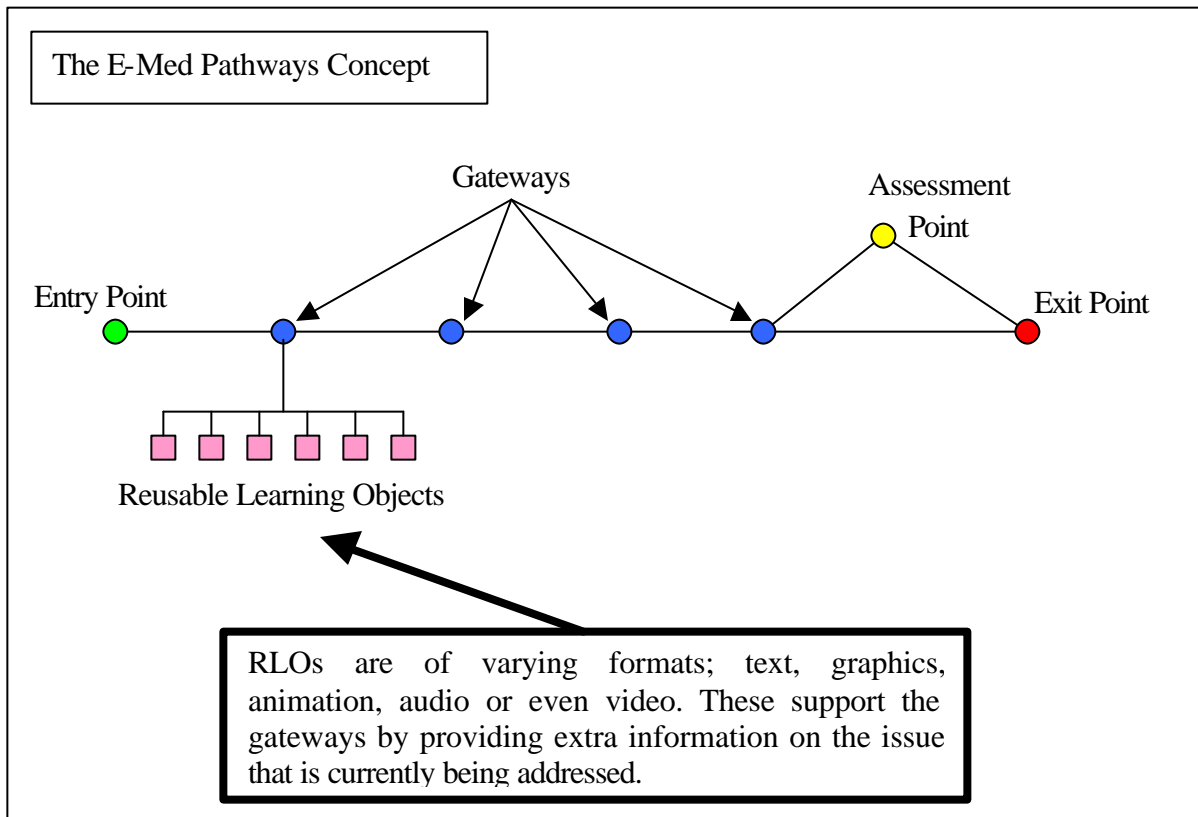 The E-Med Pathways Concept
Gateways
Assessment
Point
Entry Point
Exit Point
Reusable Learning Objects
RLOs are of varying formats; text, graphics,
animation, audio or even video. These support the
gateways by providing extra information on the issue
that is currently being addressed.